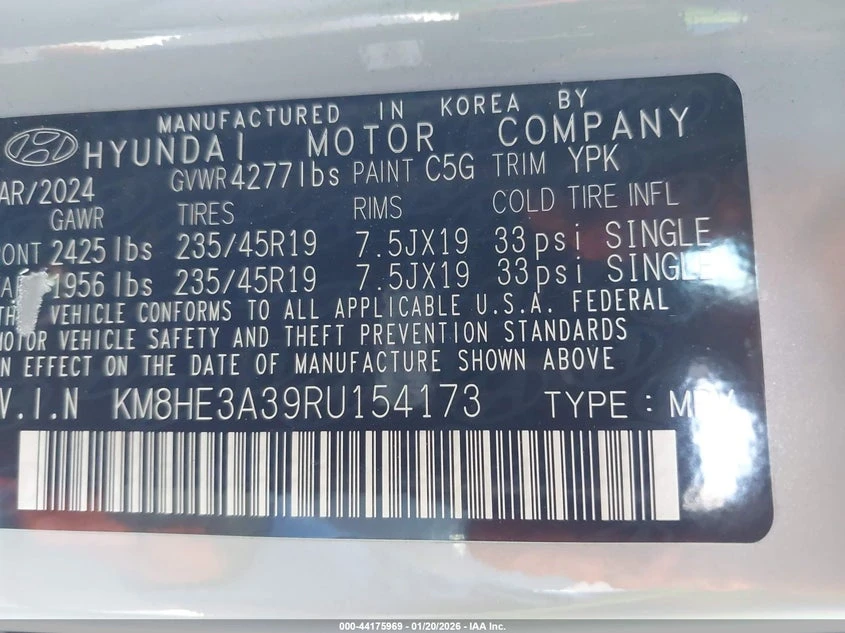 MANUFACTURED IN KOREA BY
HYUNDAI MOTOR COMPANY
AR/2024 GVWR 4277lbs PAINT C5G TRIM YPK
GAWR TIRES RIMS COLD TIRE INFL
ONT 2425lbs 235/45R19 7.5JX19 33psi SINGLE
1956lbs 235/45R19 7.5JX19 33psi SINGLE
VEHICLE CONFORMS TO ALL APPLICABLE U.S.A. FEDERAL
MOTOR VEHICLE SAFETY AND THEFT PREVENTION STANDARDS
N EFFECT ON THE DATE OF MANUFACTURE SHOWN ABOVE
V.I.N KM8HE3A39RU154173 TYPE : MPV
000-44175969 - 01/20/2026 - IAA Inc.